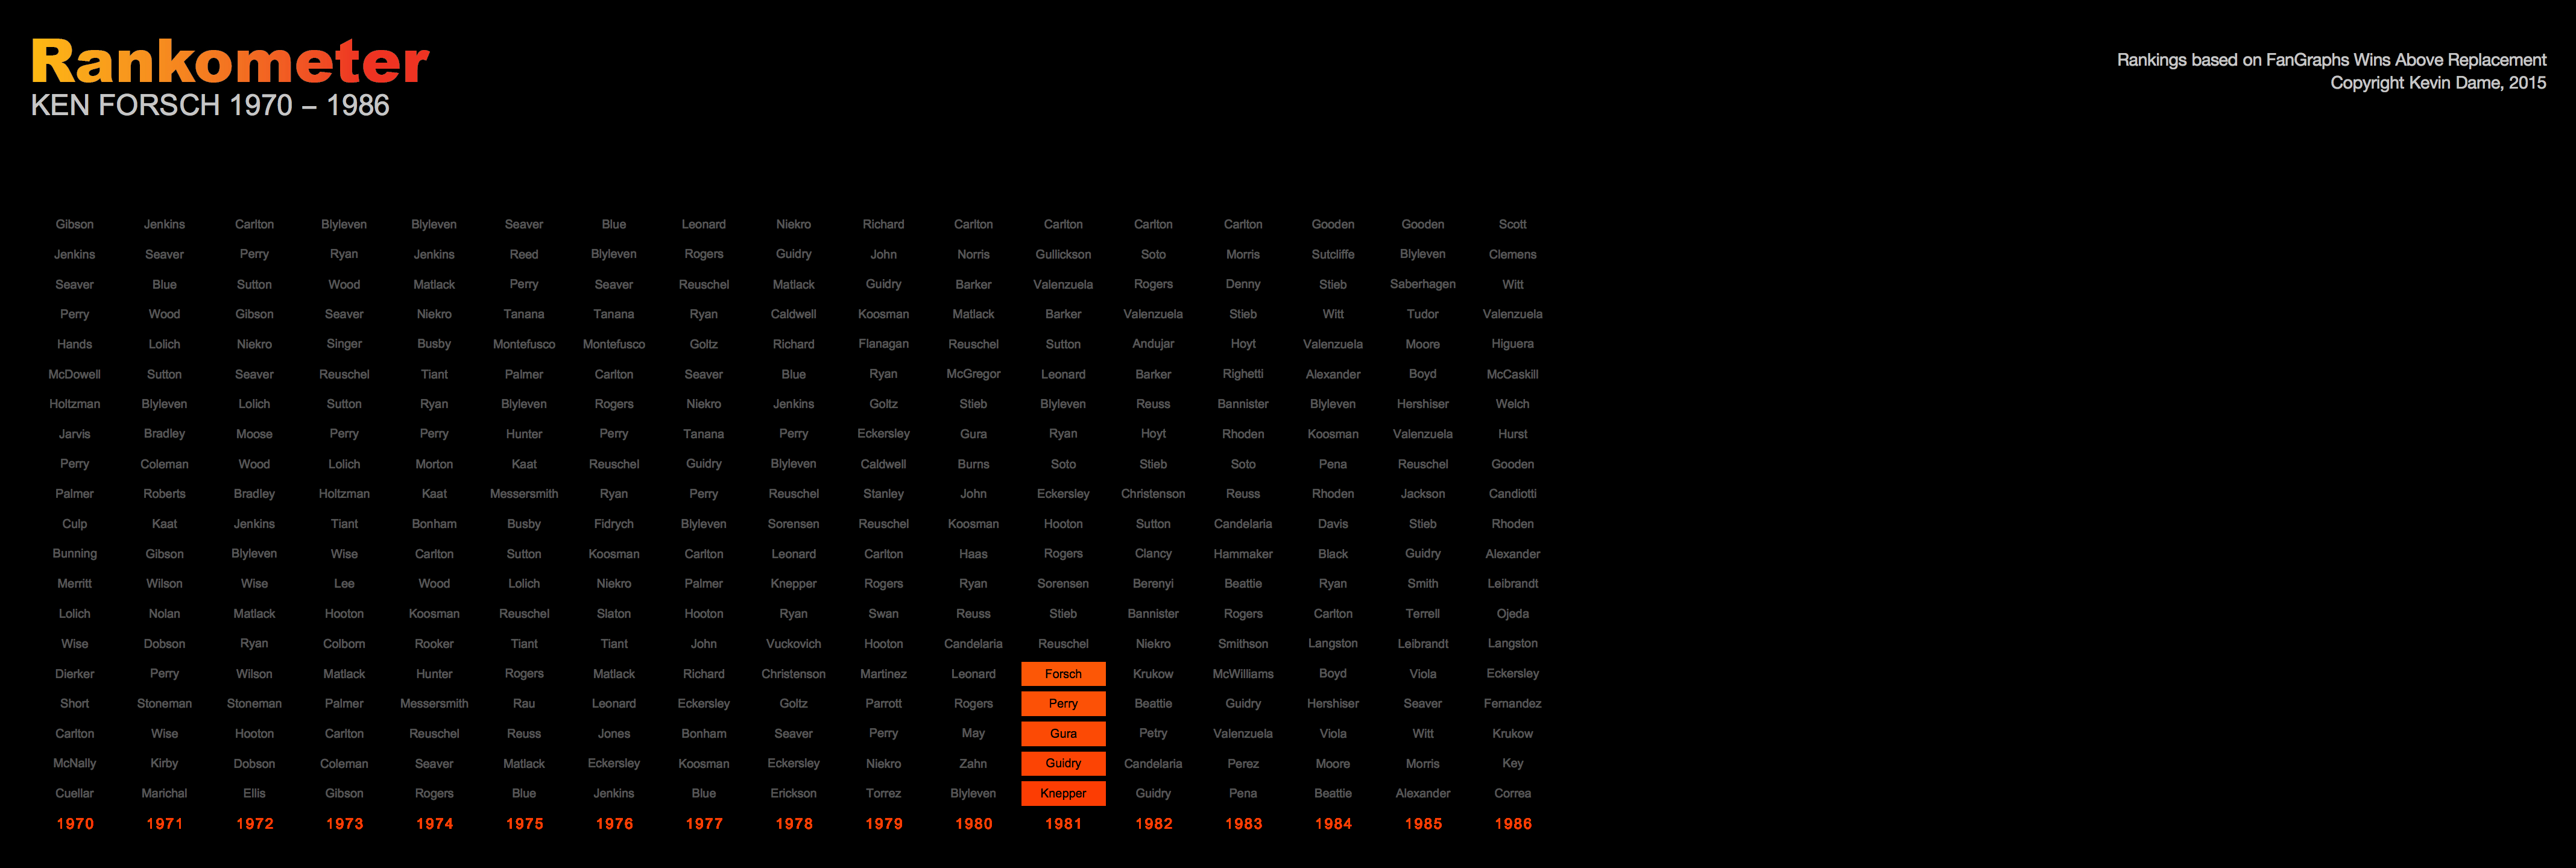 Rankometer
KEN FORSCH 1970 – 1986
Rankings based on FanGraphs Wins Above Replacement
Copyright Kevin Dame, 2015
Gibson Jenkins Carlton Blyleven Blyleven Seaver Blue Leonard Niekro Richard Carlton Carlton Carlton Carlton Gooden Gooden Scott
Jenkins Seaver Perry Ryan Jenkins Reed Blyleven Rogers Guidry John Norris Gullickson Soto Morris Sutcliffe Blyleven Clemens
Seaver Blue Sutton Wood Matlack Perry Seaver Reuschel Matlack Guidry Barker Valenzuela Rogers Denny Stieb Saberhagen Witt
Perry Wood Gibson Seaver Niekro Tanana Tanana Ryan Caldwell Koosman Matlack Barker Valenzuela Stieb Witt Tudor Valenzuela
Hands Lolich Niekro Singer Busby Montefusco Montefusco Goltz Richard Flanagan Reuschel Sutton Andujar Hoyt Valenzuela Moore Higuera
McDowell Sutton Seaver Reuschel Tiant Palmer Carlton Seaver Blue Ryan McGregor Leonard Barker Righetti Alexander Boyd McCaskill
Holtzman Blyleven Lolich Sutton Ryan Blyleven Rogers Niekro Jenkins Goltz Stieb Blyleven Reuss Bannister Blyleven Hershiser Welch
Jarvis Bradley Moose Perry Perry Hunter Perry Tanana Perry Eckersley Gura Ryan Hoyt Rhoden Koosman Valenzuela Hurst
Perry Coleman Wood Lolich Morton Kaat Reuschel Guidry Blyleven Caldwell Burns Soto Stieb Soto Pena Reuschel Gooden
Palmer Roberts Bradley Holtzman Kaat Messersmith Ryan Perry Reuschel Stanley John Eckersley Christenson Reuss Rhoden Jackson Candiotti
Culp Kaat Jenkins Tiant Bonham Busby Fidrych Blyleven Sorensen Reuschel Koosman Hooton Sutton Candelaria Davis Stieb Rhoden
Bunning Gibson Blyleven Wise Carlton Sutton Koosman Carlton Leonard Carlton Haas Rogers Clancy Hammaker Black Guidry Alexander
Merritt Wilson Wise Lee Wood Lolich Niekro Palmer Knepper Rogers Ryan Sorensen Berenyi Beattie Ryan Smith Leibrandt
Lolich Nolan Matlack Hooton Koosman Reuschel Slaton Hooton Ryan Swan Reuss Stieb Bannister Rogers Carlton Terrell Ojeda
Wise Dobson Ryan Colborn Rooker Tiant Tiant John Vuckovich Hooton Candelaria Reuschel Niekro Smithson Langston Leibrandt Langston
Dierker Perry Wilson Matlack Hunter Rogers Matlack Richard Christenson Martinez Leonard Forsch Krukow McWilliams Boyd Viola Eckersley
Short Stoneman Stoneman Palmer Messersmith Rau Leonard Eckersley Goltz Parrott Rogers Perry Beattie Guidry Hershiser Seaver Fernandez
Carlton Wise Hooton Carlton Reuschel Reuss Jones Bonham Seaver Perry May Gura Petry Valenzuela Viola Witt Krukow
McNally Kirby Dobson Coleman Seaver Matlack Eckersley Koosman Eckersley Niekro Zahn Guidry Candelaria Perez Moore Morris Key
Cuellar Marichal Ellis Gibson Rogers Blue Jenkins Blue Erickson Torrez Blyleven Knepper Guidry Pena Beattie Alexander Correa
1970 1971 1972 1973 1974 1975 1976 1977 1978 1979 1980 1981 1982 1983 1984 1985 1986